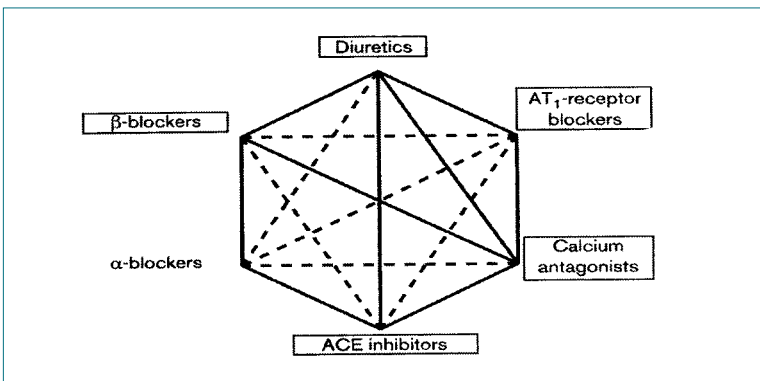 Diuretics
AT₁-receptor
blockers
β-blockers
α-blockers
Calcium
antagonists
ACE inhibitors